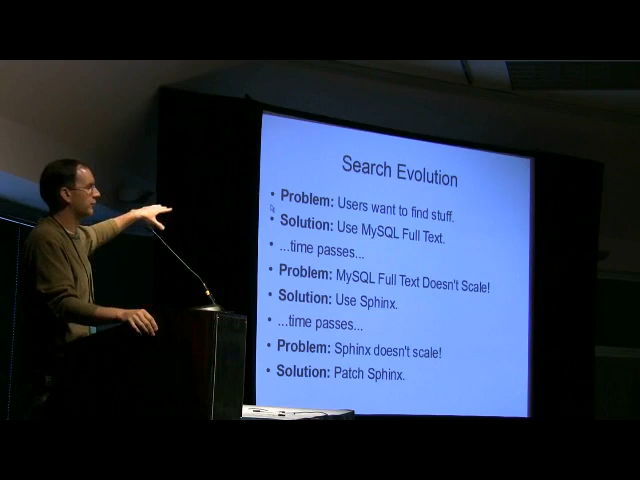 Search Evolution
• Problem: Users want to find stuff.
• Solution: Use MySQL Full Text.
• ...time passes...
• Problem: MySQL Full Text Doesn't Scale!
• Solution: Use Sphinx.
• ...time passes...
• Problem: Sphinx doesn't scale!
• Solution: Patch Sphinx.